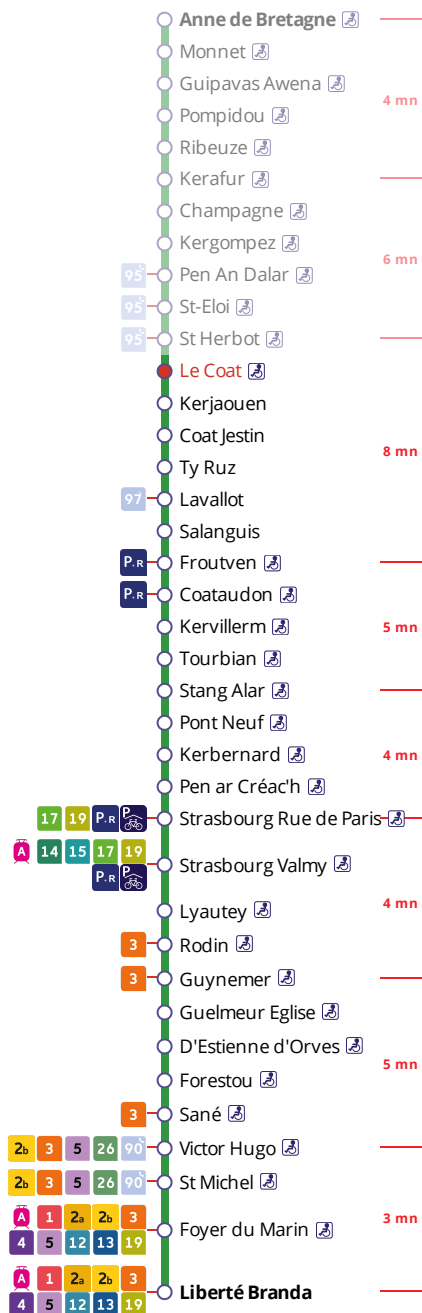 Anne de Bretagne
Monnet
Guipavas Awena
4 mn
Pompidou
Ribeuze
Kerafur
Champagne
Kergompez
6 mn
95 Pen An Dalar
95 St-Eloi
95 St Herbot
Le Coat
Kerjaouen
Coat Jestin
8 mn
Ty Ruz
97 Lavallot
Salanguis
P+R Froutven
P+R Coataudon
Kervillerm
5 mn
Tourbian
Stang Alar
Pont Neuf
Kerbernard
4 mn
Pen ar Créac'h
17 19 P+R P Strasbourg Rue de Paris
A 14 15 17 19
P+R P Strasbourg Valmy
Lyautey
4 mn
3 Rodin
3 Guynemer
Guelmeur Eglise
D'Estienne d'Orves
5 mn
Forestou
3 Sané
2b 3 5 26 90 Victor Hugo
2b 3 5 26 90 St Michel
A 1 2a 2b 3
4 5 12 13 19 Foyer du Marin
3 mn
A 1 2a 2b 3
4 5 12 13 19 Liberté Branda